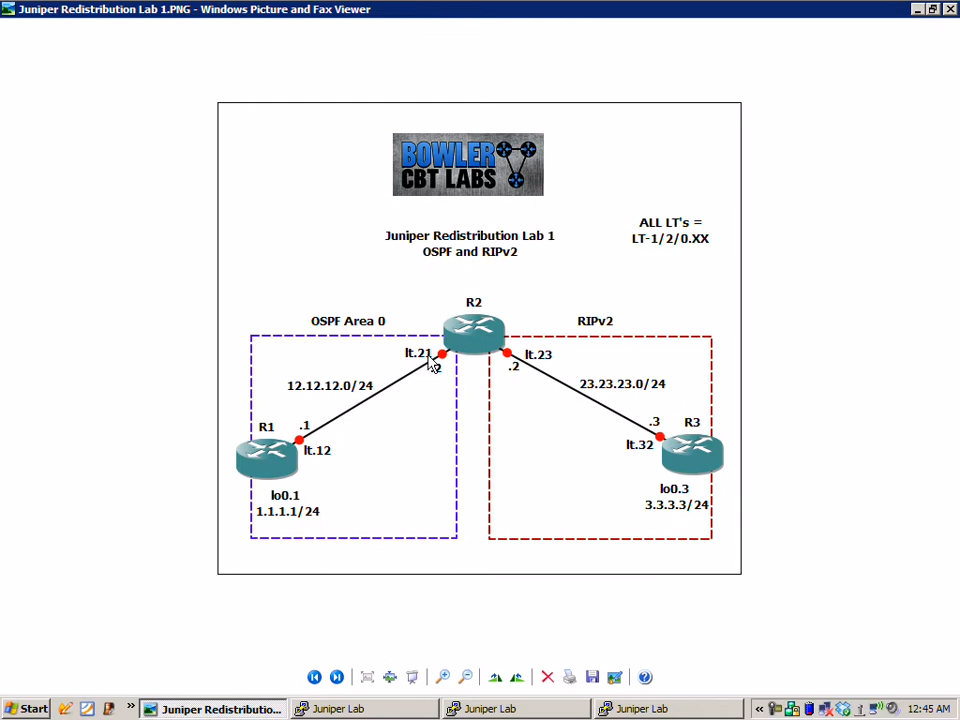 Juniper Redistribution Lab 1.PNG - Windows Picture and Fax Viewer
BOWLER
CBT LABS
Juniper Redistribution Lab 1
OSPF and RIPv2
ALL LT's =
LT-1/2/0.XX
R2
OSPF Area 0
RIPv2
lt.21
.2
lt.23
.2
12.12.12.0/24
23.23.23.0/24
R1
.1
lt.12
.3
R3
lt.32
lo0.1
1.1.1.1/24
lo0.3
3.3.3.3/24
Start
Juniper Redistributio...
Juniper Lab
Juniper Lab
Juniper Lab
12:45 AM